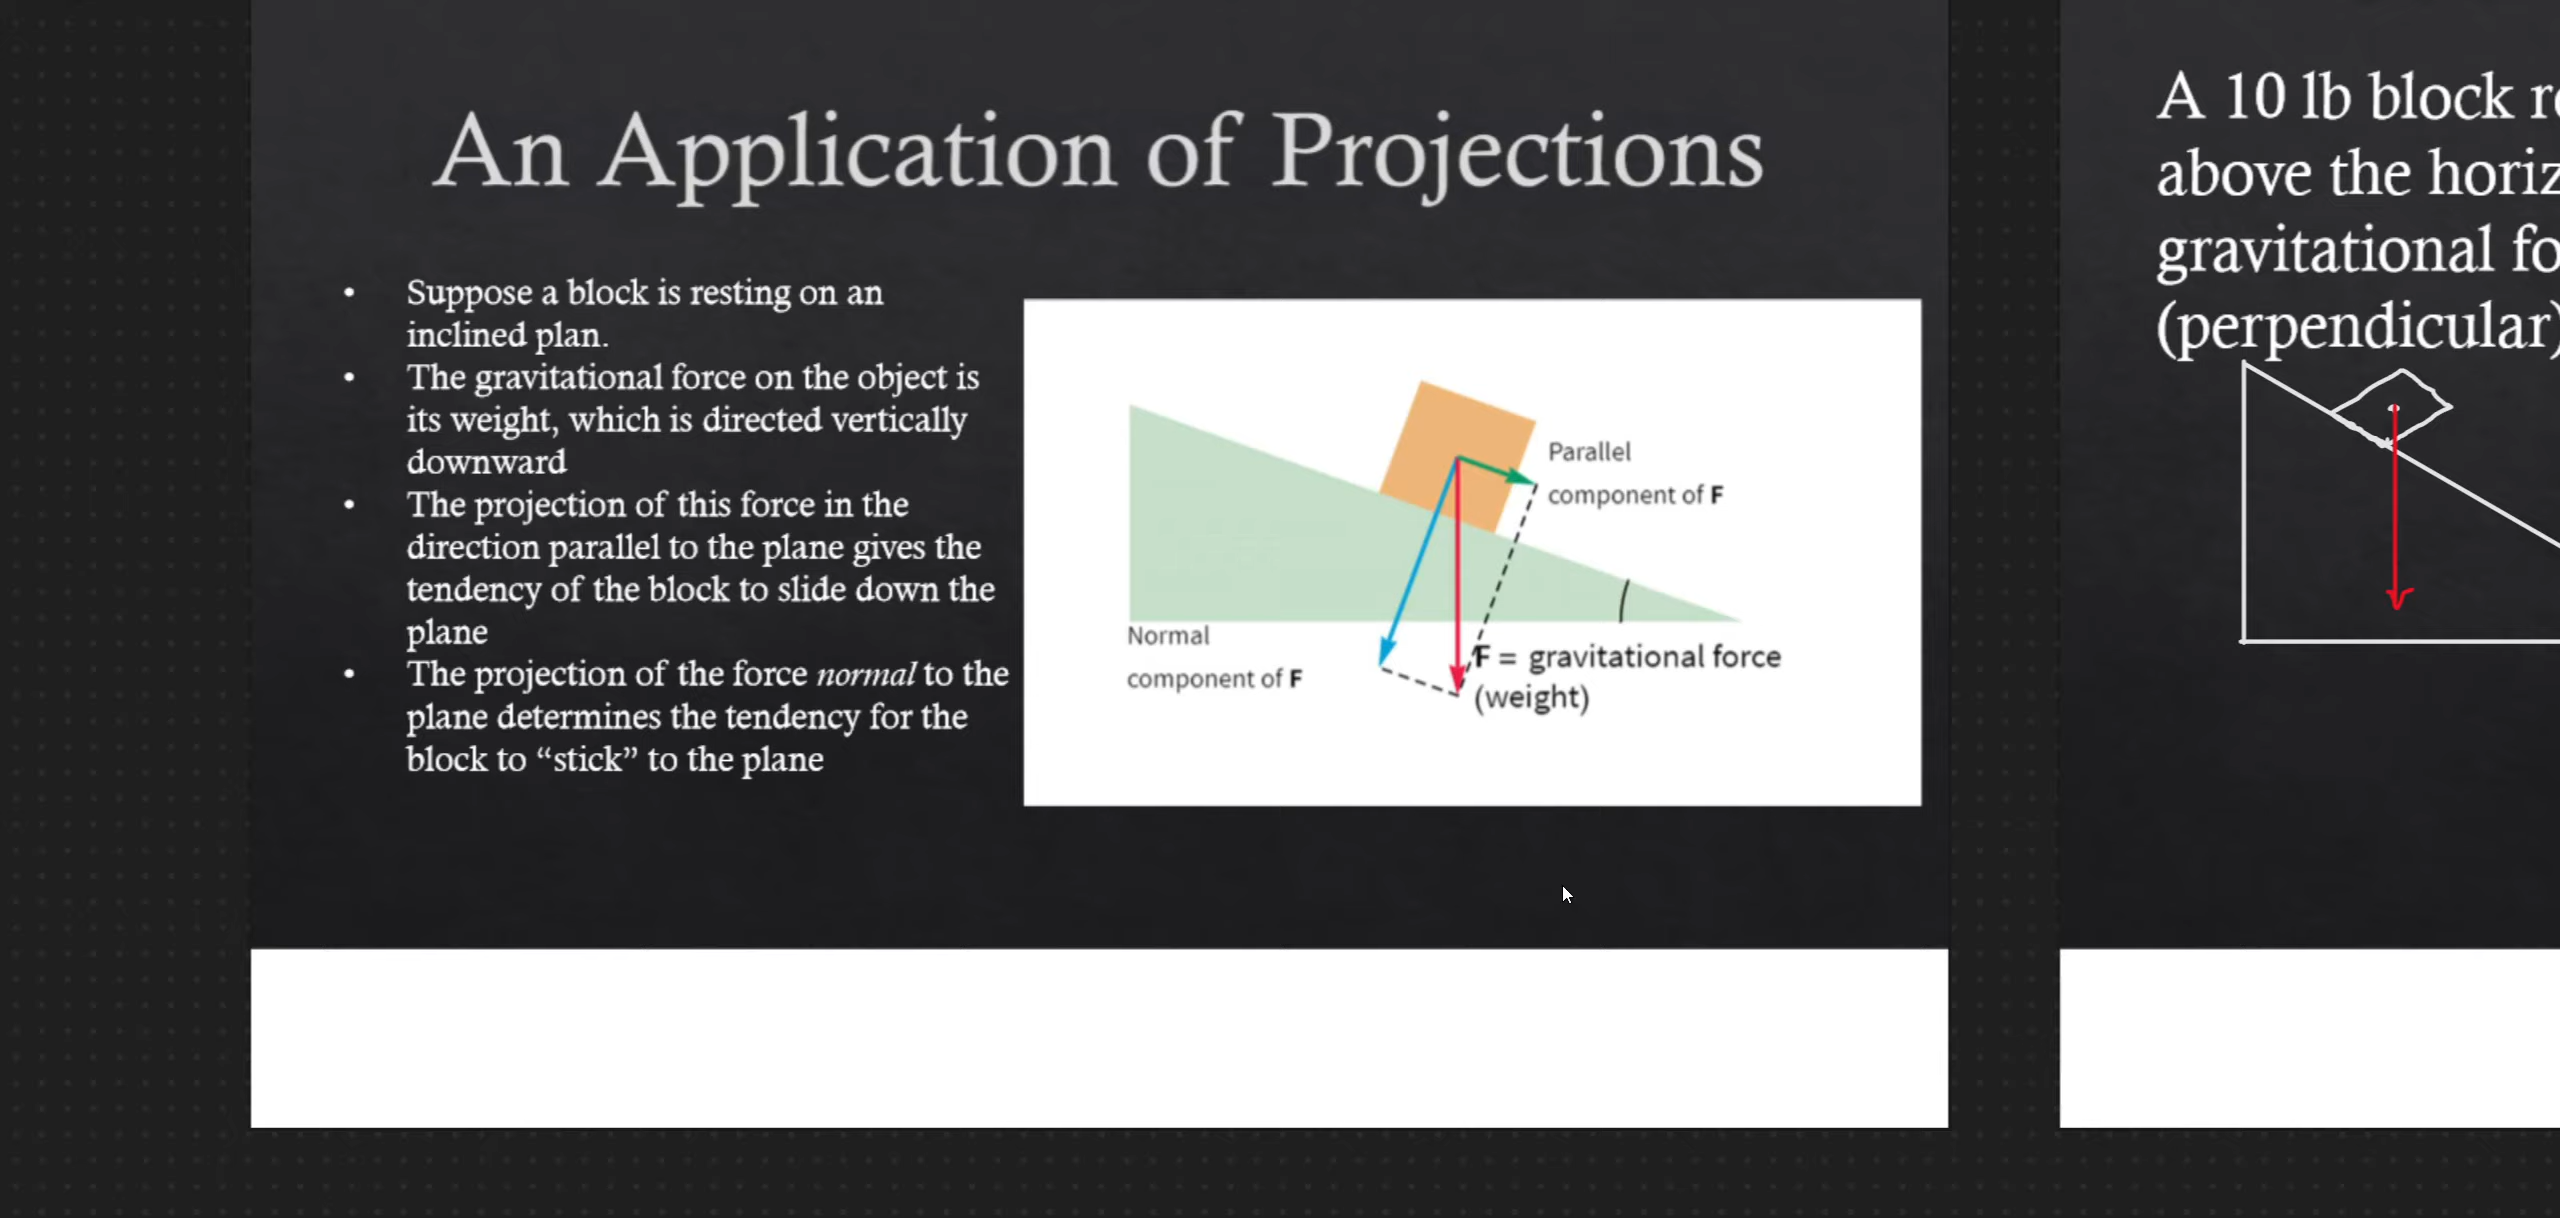 An Application of Projections
• Suppose a block is resting on an
inclined plan.
• The gravitational force on the object is
its weight, which is directed vertically
downward
• The projection of this force in the
direction parallel to the plane gives the
tendency of the block to slide down the
plane
• The projection of the force normal to the
plane determines the tendency for the
block to “stick” to the plane
Parallel
component of F
Normal
component of F
F = gravitational force
(weight)
A 10 lb block
above the
gravitational
(perpendicular)